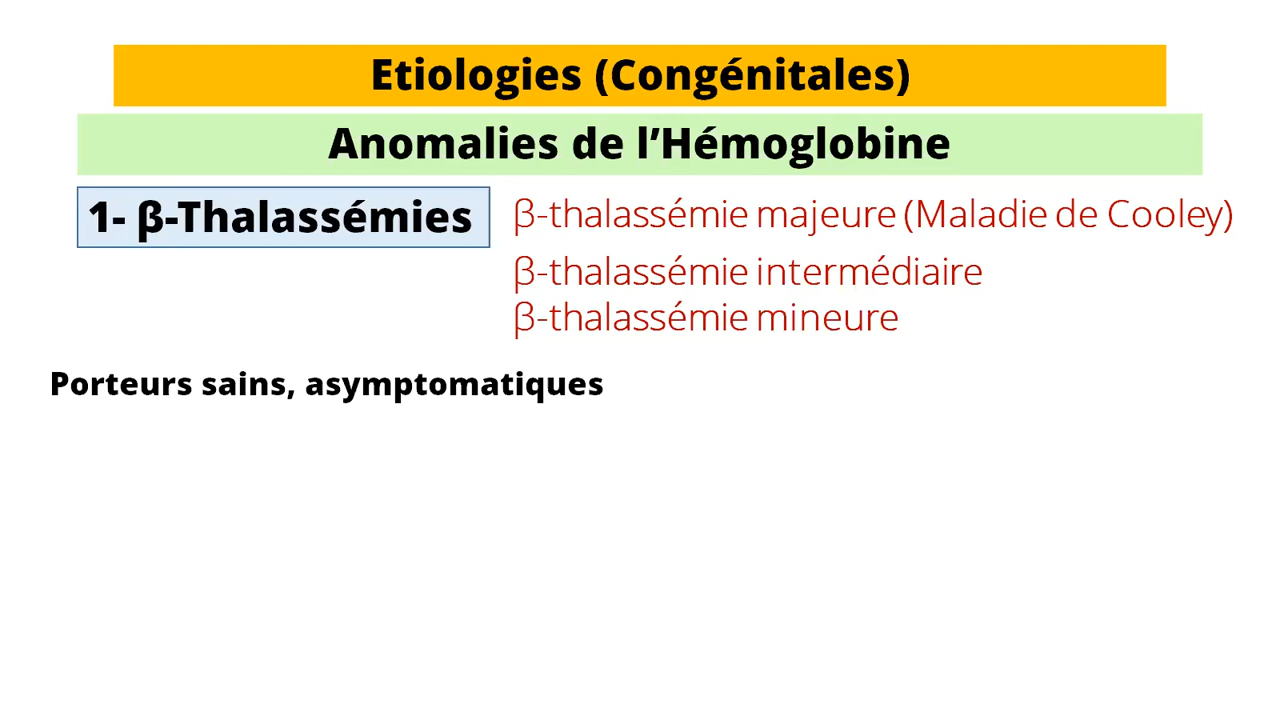 Etiologies (Congénitales)
Anomalies de l’Hémoglobine
1- β-Thalassémies
β-thalassémie majeure (Maladie de Cooley)
β-thalassémie intermédiaire
β-thalassémie mineure
Porteurs sains, asymptomatiques